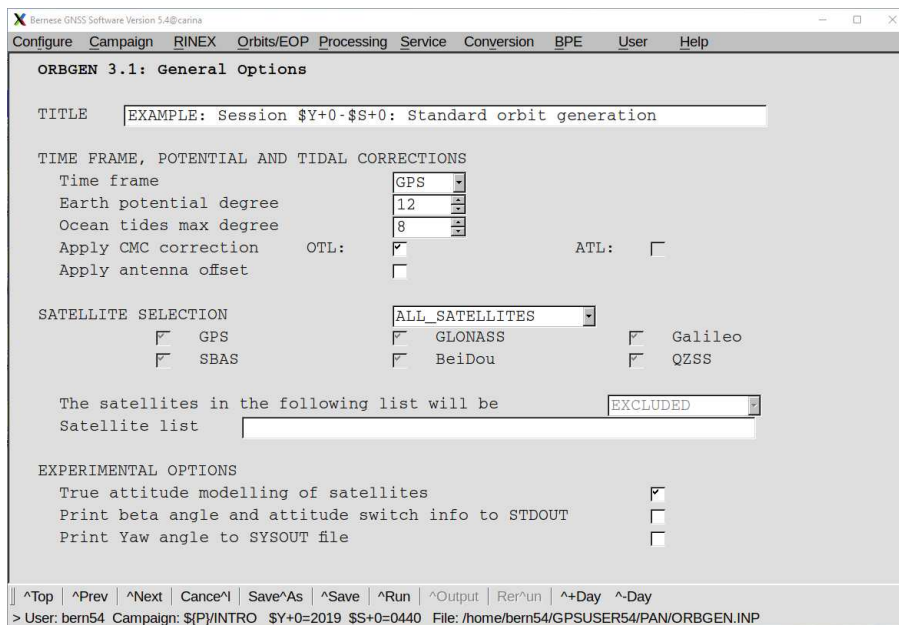 Bernese GNSS Software Version 5.4@carina
Configure Campaign RINEX Orbits/EOP Processing Service Conversion BPE User Help
ORBGEN 3.1: General Options
TITLE EXAMPLE: Session $Y+0-$S+0: Standard orbit generation
TIME FRAME, POTENTIAL AND TIDAL CORRECTIONS
Time frame GPS
Earth potential degree 12
Ocean tides max degree 8
Apply CMC correction OTL: ATL:
Apply antenna offset
SATELLITE SELECTION ALL_SATELLITES
GPS GLONASS Galileo
SBAS BeiDou QZSS
The satellites in the following list will be EXCLUDED
Satellite list
EXPERIMENTAL OPTIONS
True attitude modelling of satellites
Print beta angle and attitude switch info to STDOUT
Print Yaw angle to SYSOUT file
^Top | ^Prev | ^Next | Cance^l | Save^As | ^Save | ^Run | ^Output | Rer^un | ^+Day ^-Day
> User: bern54 Campaign: ${P}/INTRO $Y+0=2019 $S+0=0440 File: /home/bern54/GPSUSER54/PAN/ORBGEN.INP